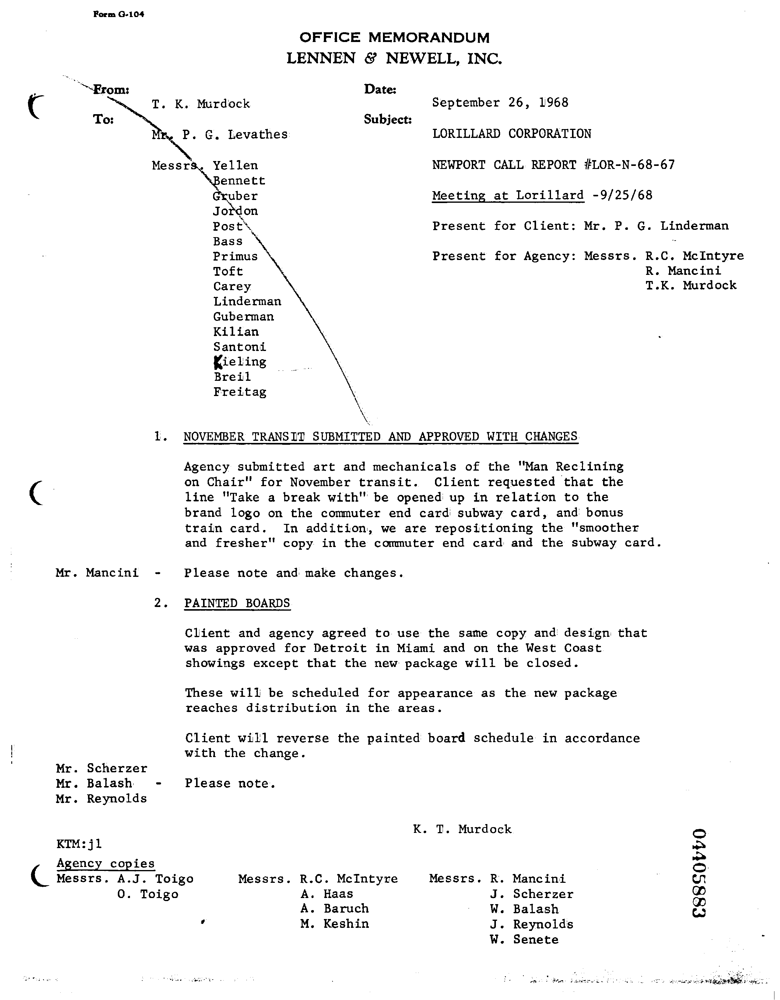 Form G-104
OFFICE MEMORANDUM
LENNEN & NEWELL, INC.
From:
T. K. Murdock
Date:
September 26, 1968
To:
Mr. P. G. Levathes
Subject:
LORILLARD CORPORATION
Messrs. Yellen
Bennett
Gruber
Jordon
Post
Bass
Primus
Toft
Carey
Linderman
Guberman
Kilian
Santoni
Kieling
Breil
Freitag
NEWPORT CALL REPORT #LOR-N-68-67
Meeting at Lorillard -9/25/68
Present for Client: Mr. P. G. Linderman
Present for Agency: Messrs. R.C. McIntyre
R. Mancini
T.K. Murdock
1. NOVEMBER TRANSIT SUBMITTED AND APPROVED WITH CHANGES
Agency submitted art and mechanicals of the "Man Reclining
on Chair" for November transit. Client requested that the
line "Take a break with" be opened up in relation to the
brand logo on the commuter end card subway card, and bonus
train card. In addition, we are repositioning the "smoother
and fresher" copy in the commuter end card and the subway card.
Mr. Mancini - Please note and make changes.
2. PAINTED BOARDS
Client and agency agreed to use the same copy and design that
was approved for Detroit in Miami and on the West Coast
showings except that the new package will be closed.
These will be scheduled for appearance as the new package
reaches distribution in the areas.
Client will reverse the painted board schedule in accordance
with the change.
Mr. Scherzer
Mr. Balash - Please note.
Mr. Reynolds
K. T. Murdock
KTM:jl
Agency copies
Messrs. A.J. Toigo Messrs. R.C. McIntyre Messrs. R. Mancini
O. Toigo A. Haas J. Scherzer
A. Baruch W. Balash
M. Keshin J. Reynolds
W. Senete
04405883